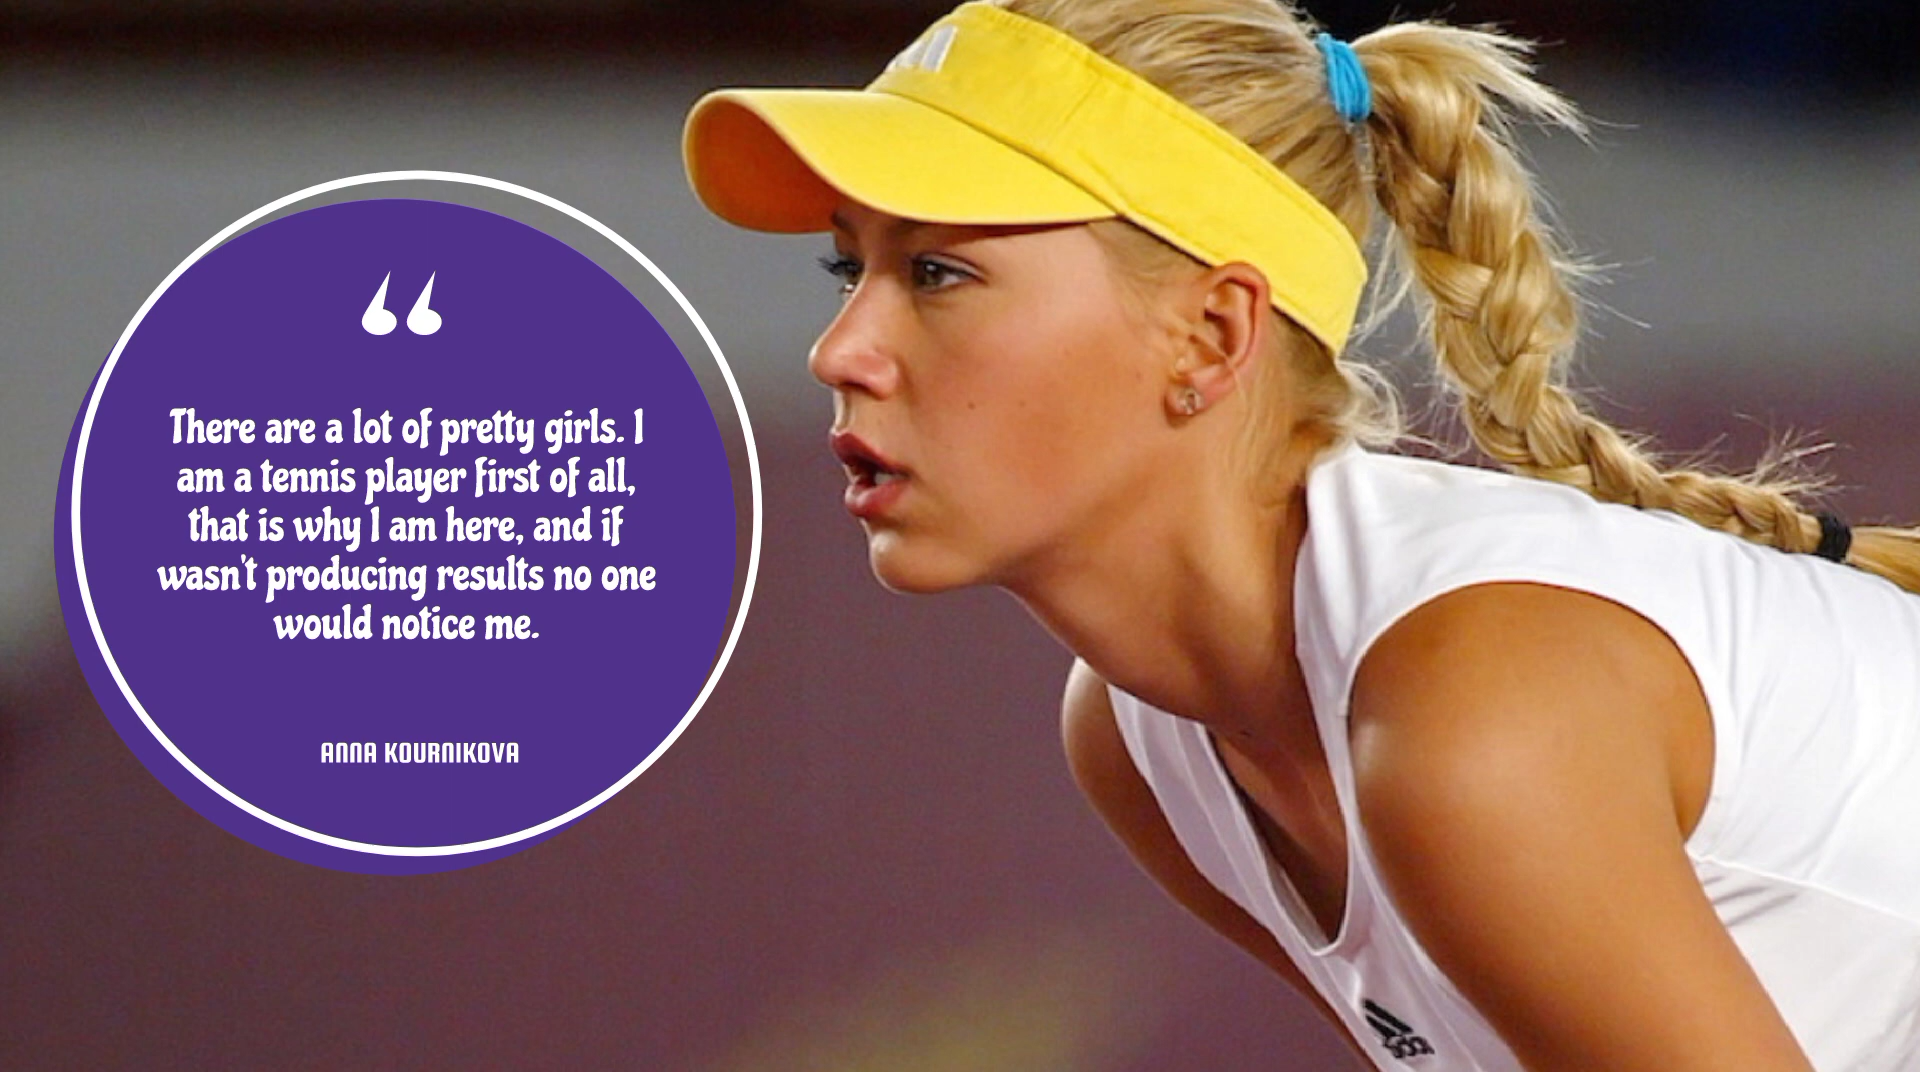 “
There are a lot of pretty girls. I
am a tennis player first of all,
that is why I am here, and if
wasn't producing results no one
would notice me.
ANNA KOURNIKOVA